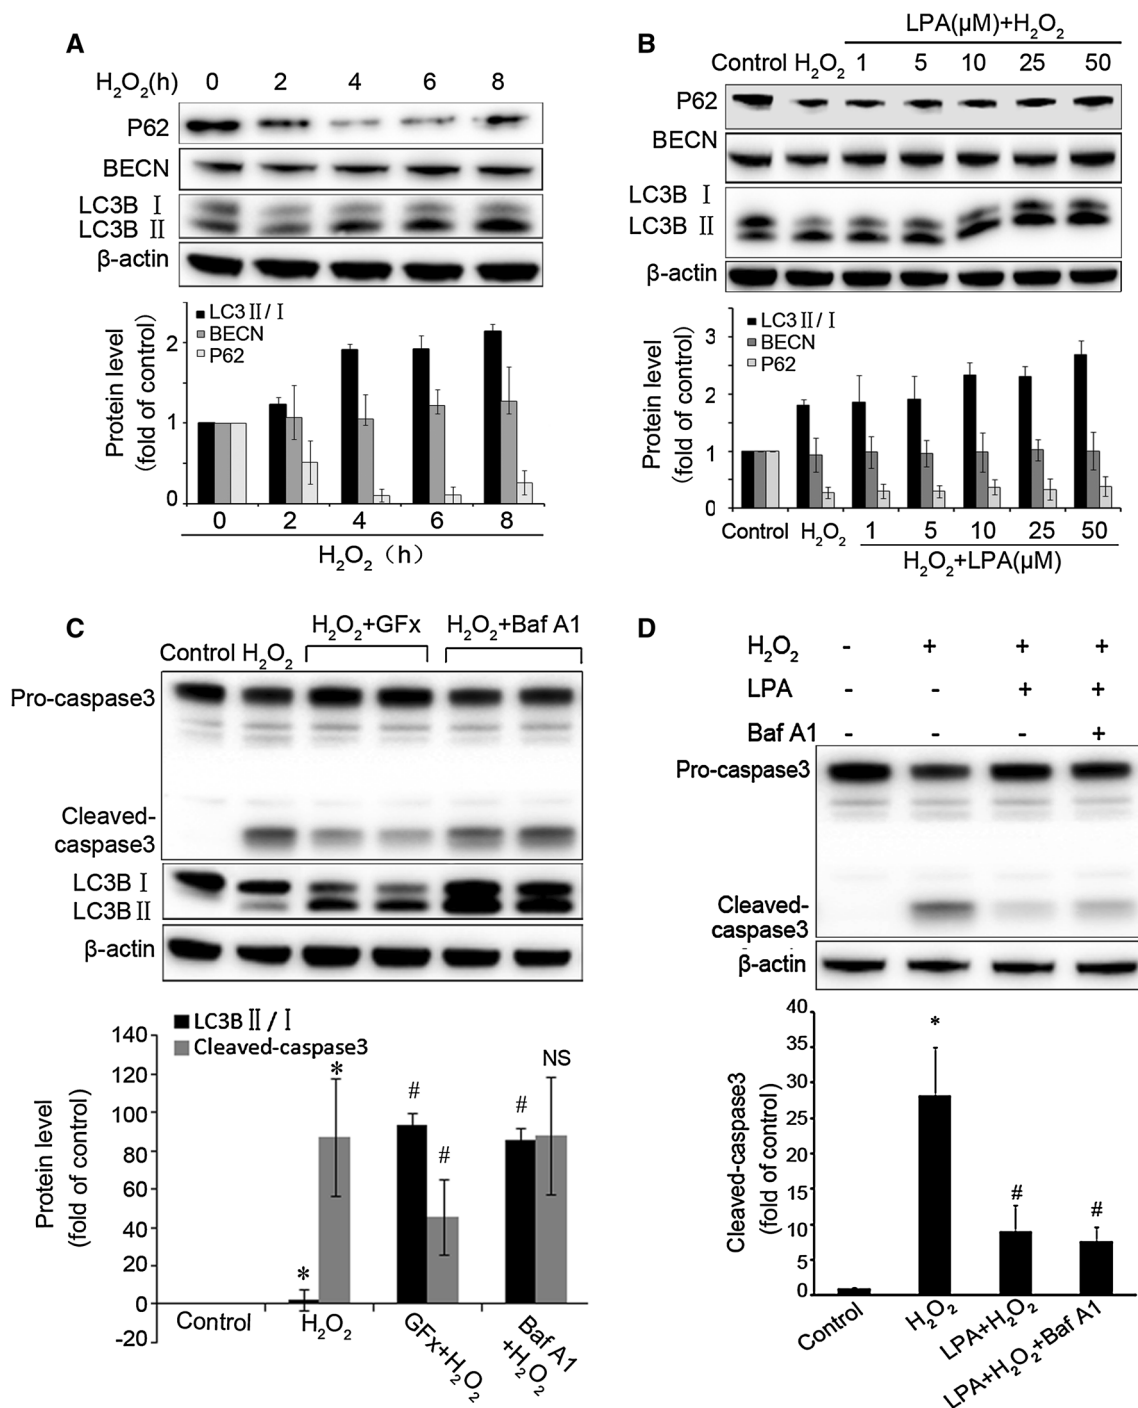 A
H₂O₂(h) 0 2 4 6 8
P62
BECN
LC3B Ⅰ
LC3B Ⅱ
β-actin
Protein level
(fold of control)
LC3Ⅱ/Ⅰ
BECN
P62
2
1
0
0 2 4 6 8
H₂O₂ (h)
B
LPA(μM)+H₂O₂
Control H₂O₂ 1 5 10 25 50
P62
BECN
LC3B Ⅰ
LC3B Ⅱ
β-actin
Protein level
(fold of control)
LC3Ⅱ/Ⅰ
BECN
P62
3
2
1
0
Control H₂O₂ 1 5 10 25 50
H₂O₂+LPA(μM)
C
H₂O₂+GFx H₂O₂+Baf A1
Control H₂O₂
Pro-caspase3
Cleaved-
caspase3
LC3B Ⅰ
LC3B Ⅱ
β-actin
Protein level
(fold of control)
LC3B Ⅱ/Ⅰ
Cleaved-caspase3
140
120
100
80
60
40
20
0
-20
* * # # # NS
Control
H₂O₂
GFx+H₂O₂
Baf A1
+H₂O₂
D
H₂O₂ - + + +
LPA - - + +
Baf A1 - - - +
Pro-caspase3
Cleaved-
caspase3
β-actin
Cleaved-caspase3
(fold of control)
40
35
30
25
20
15
10
5
0
* # #
Control
H₂O₂
LPA+H₂O₂
LPA+H₂O₂+Baf A1